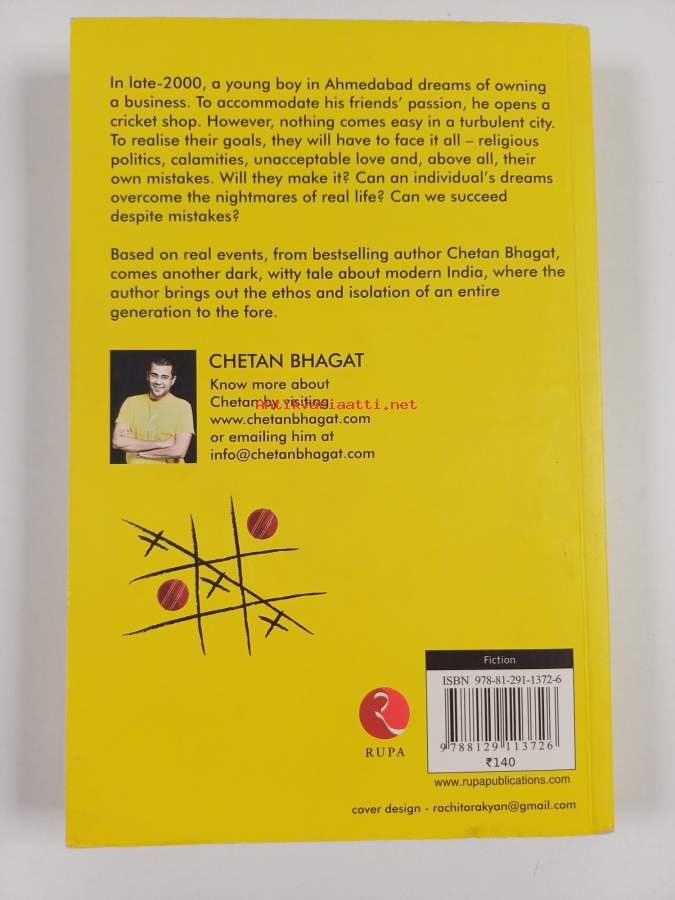 In late-2000, a young boy in Ahmedabad dreams of owning
a business. To accommodate his friends' passion, he opens a
cricket shop. However, nothing comes easy in a turbulent city.
To realise their goals, they will have to face it all – religious
politics, calamities, unacceptable love and, above all, their
own mistakes. Will they make it? Can an individual's dreams
overcome the nightmares of real life? Can we succeed
despite mistakes?
Based on real events, from bestselling author Chetan Bhagat,
comes another dark, witty tale about modern India, where the
author brings out the ethos and isolation of an entire
generation to the fore.
CHETAN BHAGAT
Know more about
Chetan by visiting
Antikvariaatti.net
www.chetanbhagat.com
or emailing him at
info@chetanbhagat.com
Fiction
ISBN 978-81-291-1372-6
9 788129 113726
₹140
RUPA
www.rupapublications.com
cover design - rachitarakyan@gmail.com